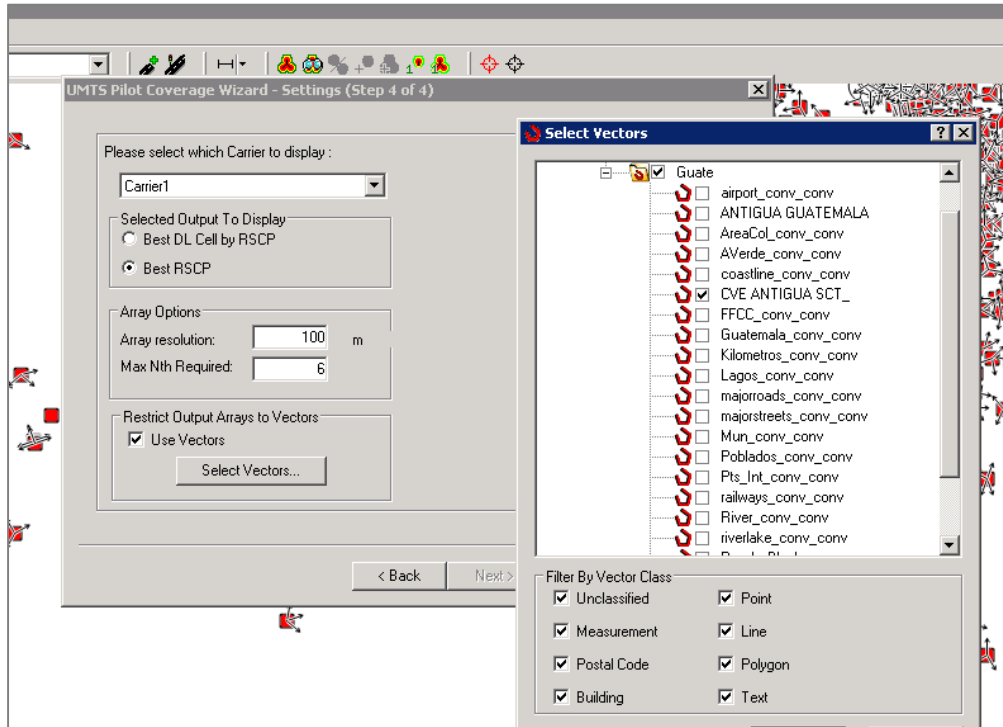 UMTS Pilot Coverage Wizard - Settings (Step 4 of 4)
Please select which Carrier to display :
Carrier1
Selected Output To Display
Best DL Cell by RSCP
Best RSCP
Array Options
Array resolution: 100 m
Max Nth Required: 6
Restrict Output Arrays to Vectors
Use Vectors
Select Vectors...
< Back
Next >
Select Vectors
Guate
airport_conv_conv
ANTIGUA GUATEMALA
AreaCol_conv_conv
AVerde_conv_conv
coastline_conv_conv
CVE ANTIGUA SCT_
FFCC_conv_conv
Guatemala_conv_conv
Kilometros_conv_conv
Lagos_conv_conv
majorroads_conv_conv
majorstreets_conv_conv
Mun_conv_conv
Poblados_conv_conv
Pts_Int_conv_conv
railways_conv_conv
River_conv_conv
riverlake_conv_conv
Filter By Vector Class
Unclassified
Point
Measurement
Line
Postal Code
Polygon
Building
Text